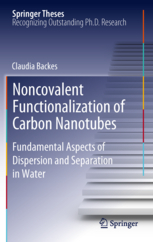 Springer Theses
Recognizing Outstanding Ph.D. Research
Claudia Backes
Noncovalent
Functionalization of
Carbon Nanotubes
Fundamental Aspects of
Dispersion and Separation
in Water
Springer